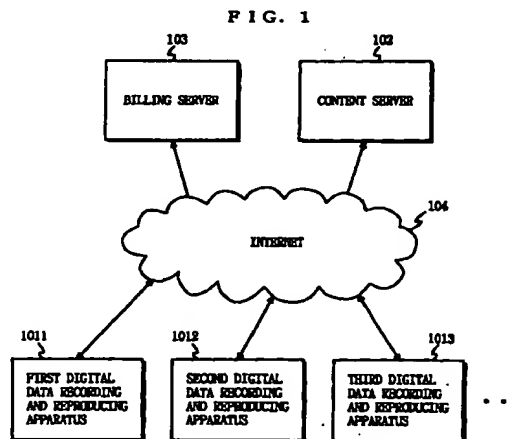 FIG. 1
103
102
BILLING SERVER
CONTENT SERVER
104
INTERNET
1011
1012
1013
FIRST DIGITAL
DATA RECORDING
AND REPRODUCING
APPARATUS
SECOND DIGITAL
DATA RECORDING
AND REPRODUCING
APPARATUS
THIRD DIGITAL
DATA RECORDING
AND REPRODUCING
APPARATUS